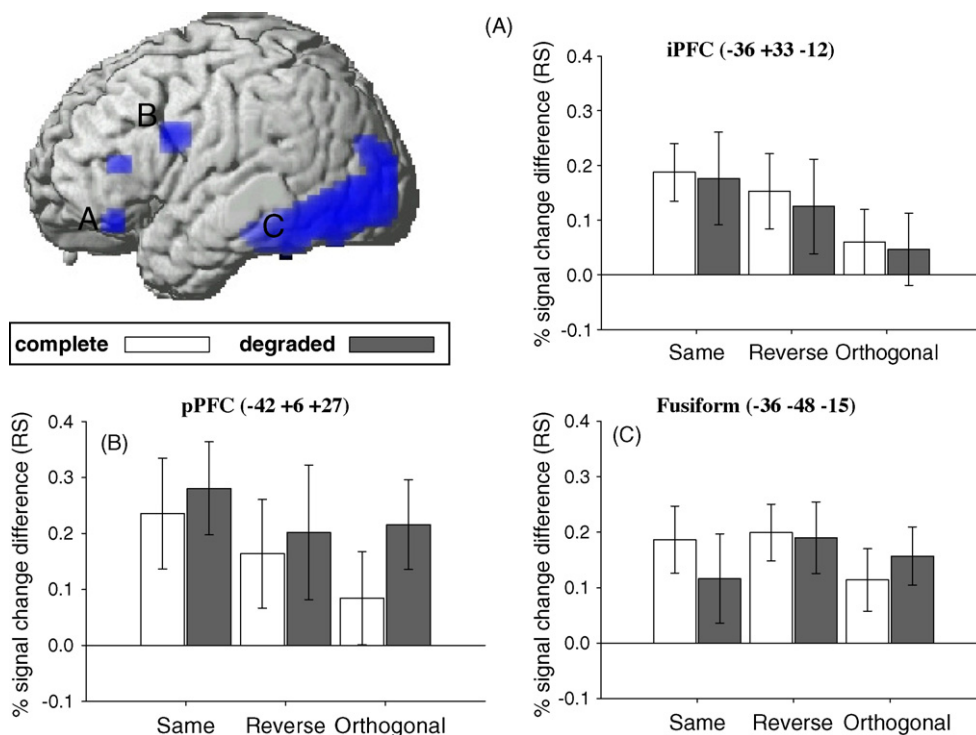 B
A
C
complete degraded
(A)
iPFC (-36 +33 -12)
% signal change difference (RS)
0.4
0.3
0.2
0.1
0.0
-0.1
Same Reverse Orthogonal
pPFC (-42 +6 +27)
(B)
% signal change difference (RS)
0.4
0.3
0.2
0.1
0.0
-0.1
Same Reverse Orthogonal
Fusiform (-36 -48 -15)
(C)
% signal change difference (RS)
0.4
0.3
0.2
0.1
0.0
-0.1
Same Reverse Orthogonal